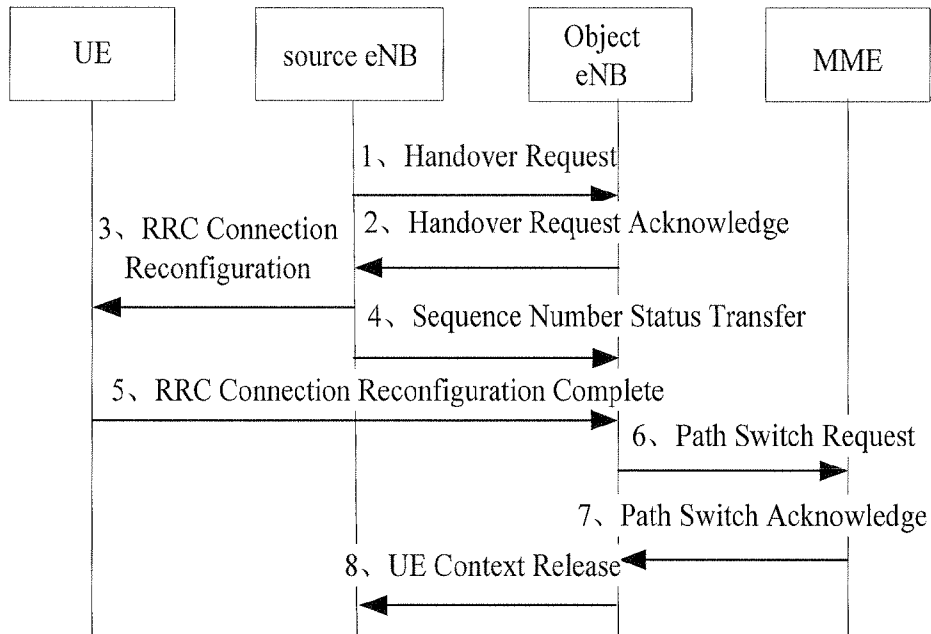 UE
source eNB
Object
eNB
MME
1、Handover Request
2、Handover Request Acknowledge
3、RRC Connection
Reconfiguration
4、Sequence Number Status Transfer
5、RRC Connection Reconfiguration Complete
6、Path Switch Request
7、Path Switch Acknowledge
8、UE Context Release